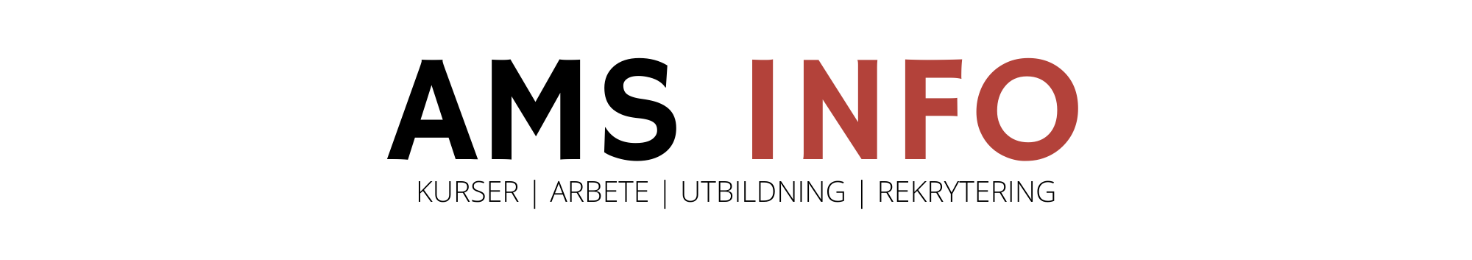 AMS INFO
KURSER | ARBETE | UTBILDNING | REKRYTERING